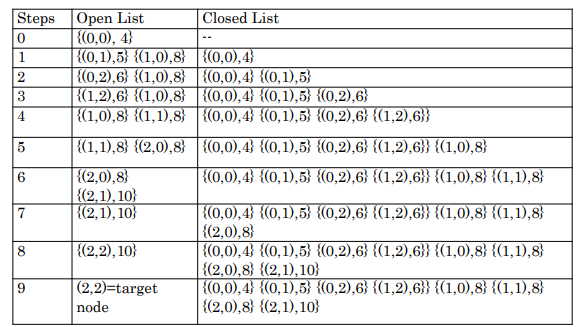 Steps Open List Closed List
0 {(0,0), 4} --
1 {(0,1),5} {(1,0),8} {(0,0),4}
2 {(0,2),6} {(1,0),8} {(0,0),4} {(0,1),5}
3 {(1,2),6} {(1,0),8} {(0,0),4} {(0,1),5} {(0,2),6}
4 {(1,0),8} {(1,1),8} {(0,0),4} {(0,1),5} {(0,2),6} {(1,2),6}}
5 {(1,1),8} {(2,0),8} {(0,0),4} {(0,1),5} {(0,2),6} {(1,2),6}} {(1,0),8}
6 {(2,0),8} {(0,0),4} {(0,1),5} {(0,2),6} {(1,2),6}} {(1,0),8} {(1,1),8}
{(2,1),10}
7 {(2,1),10} {(0,0),4} {(0,1),5} {(0,2),6} {(1,2),6}} {(1,0),8} {(1,1),8}
{(2,0),8}
8 {(2,2),10} {(0,0),4} {(0,1),5} {(0,2),6} {(1,2),6}} {(1,0),8} {(1,1),8}
{(2,0),8} {(2,1),10}
9 (2,2)=target {(0,0),4} {(0,1),5} {(0,2),6} {(1,2),6}} {(1,0),8} {(1,1),8}
node {(2,0),8} {(2,1),10}